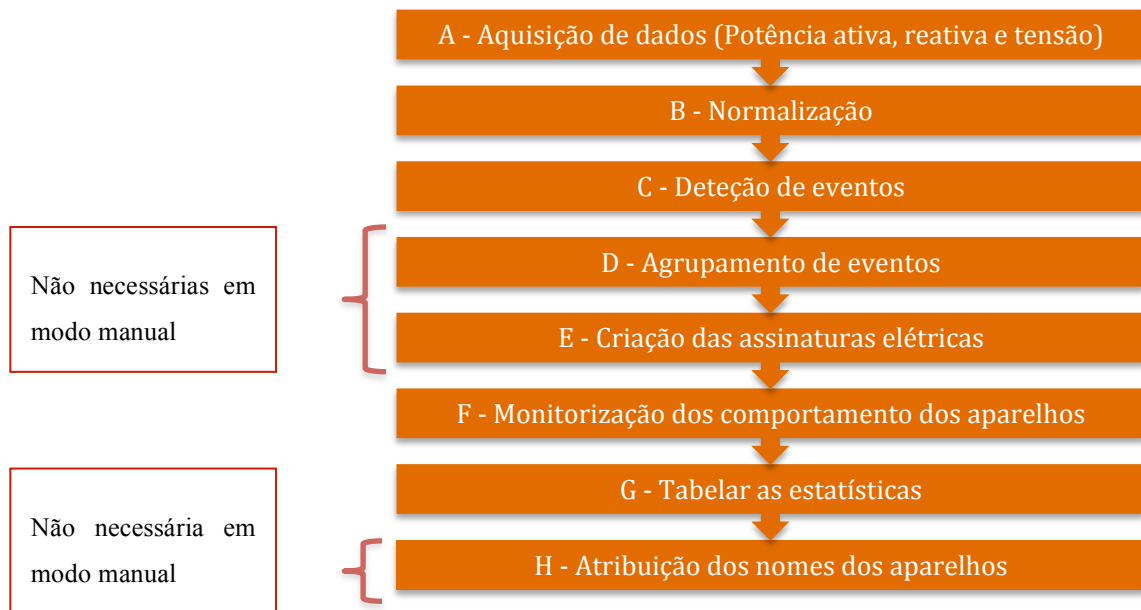 A - Aquisição de dados (Potência ativa, reativa e tensão)
B - Normalização
C - Deteção de eventos
Não necessárias em
modo manual
D - Agrupamento de eventos
E - Criação das assinaturas elétricas
F - Monitorização dos comportamento dos aparelhos
G - Tabelar as estatísticas
Não necessária em
modo manual
H - Atribuição dos nomes dos aparelhos